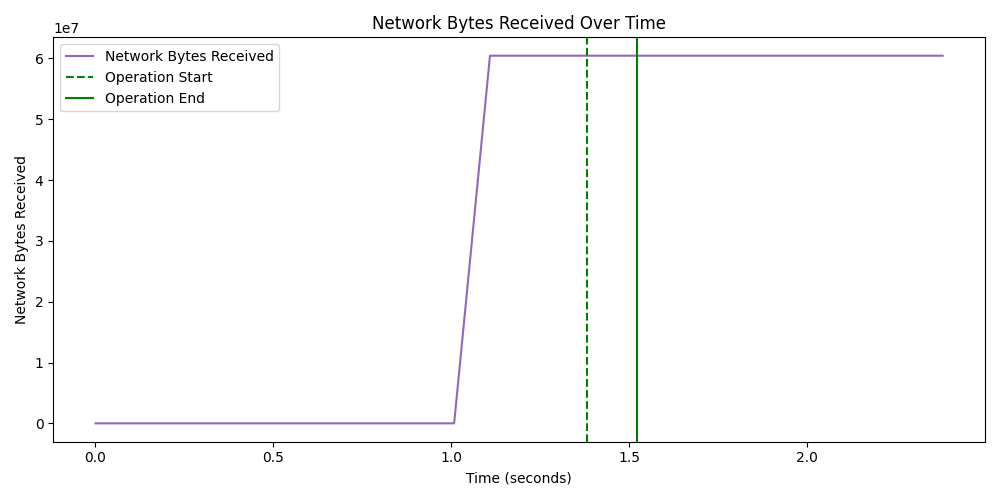 Network Bytes Received Over Time
1e7
Network Bytes Received
Operation Start
Operation End
6
5
4
3
2
1
0
Network Bytes Received
0.0 0.5 1.0 1.5 2.0
Time (seconds)